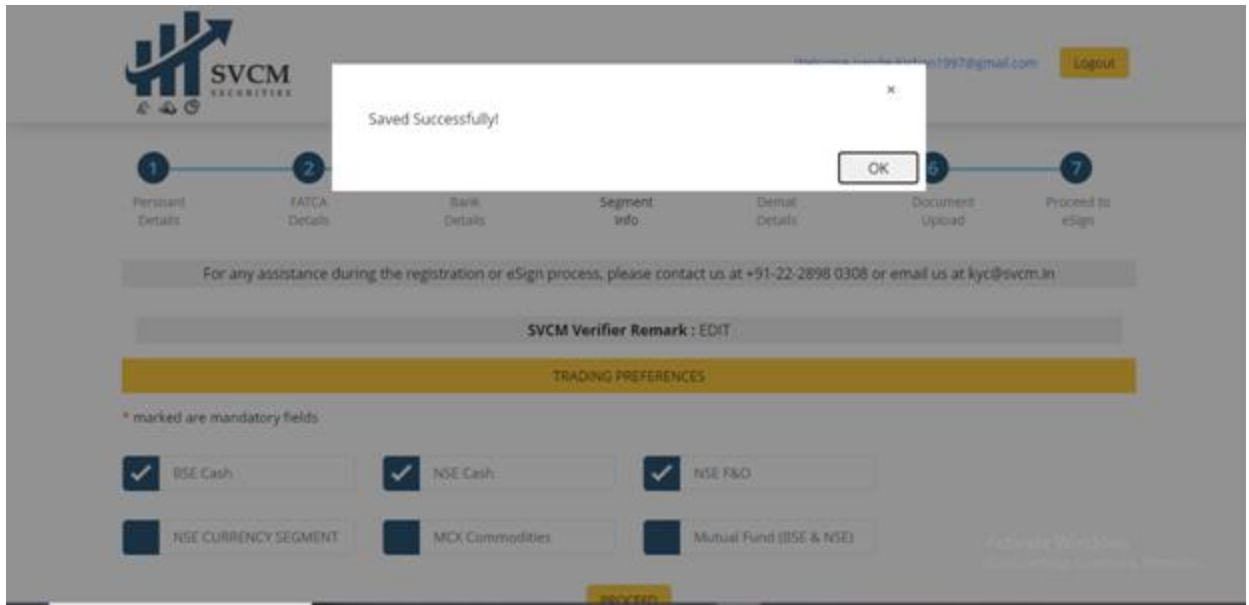 SVCM
SECURITIES
Logout
×
Saved Successfully!
OK
1
2
6
7
Personal
Details
FATCA
Details
Bank
Details
Segment
Info
Demat
Details
Document
Upload
Proceed to
eSign
For any assistance during the registration or eSign process, please contact us at +91-22-2898 0308 or email us at kyc@svcm.in
SVCM Verifier Remark : EDIT
TRADING PREFERENCES
* marked are mandatory fields
BSE Cash
NSE Cash
NSE F&O
NSE CURRENCY SEGMENT
MCX Commodities
Mutual Fund (BSE & NSE)
Activate Windows
PROCEED